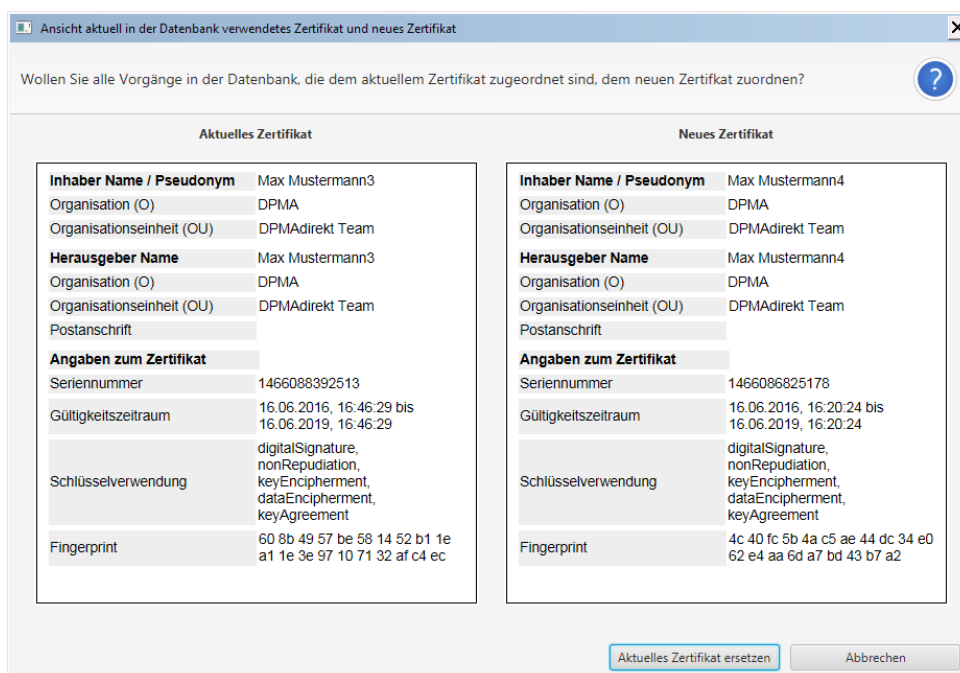 Ansicht aktuell in der Datenbank verwendetes Zertifikat und neues Zertifikat
Wollen Sie alle Vorgänge in der Datenbank, die dem aktuellem Zertifikat zugeordnet sind, dem neuen Zertifkat zuordnen?
?
Aktuelles Zertifikat
Inhaber Name / Pseudonym Max Mustermann3
Organisation (O) DPMA
Organisationseinheit (OU) DPMAdirekt Team
Herausgeber Name Max Mustermann3
Organisation (O) DPMA
Organisationseinheit (OU) DPMAdirekt Team
Postanschrift
Angaben zum Zertifikat
Seriennummer 1466088392513
Gültigkeitszeitraum 16.06.2016, 16:46:29 bis
16.06.2019, 16:46:29
Schlüsselverwendung digitalSignature,
nonRepudiation,
keyEncipherment,
dataEncipherment,
keyAgreement
Fingerprint 60 8b 49 57 be 58 14 52 b1 1e
a1 1e 3e 97 10 71 32 af c4 ec
Neues Zertifikat
Inhaber Name / Pseudonym Max Mustermann4
Organisation (O) DPMA
Organisationseinheit (OU) DPMAdirekt Team
Herausgeber Name Max Mustermann4
Organisation (O) DPMA
Organisationseinheit (OU) DPMAdirekt Team
Postanschrift
Angaben zum Zertifikat
Seriennummer 1466086825178
Gültigkeitszeitraum 16.06.2016, 16:20:24 bis
16.06.2019, 16:20:24
Schlüsselverwendung digitalSignature,
nonRepudiation,
keyEncipherment,
dataEncipherment,
keyAgreement
Fingerprint 4c 40 fc 5b 4a c5 ae 44 dc 34 e0
62 e4 aa 6d a7 bd 43 b7 a2
Aktuelles Zertifikat ersetzen
Abbrechen